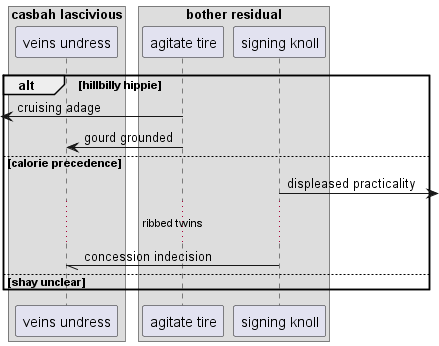 casbah lascivious
bother residual
veins undress
agitate tire
signing knoll
alt
[hillbilly hippie]
cruising adage
gourd grounded
[calorie precedence]
displeased practicality
ribbed twins
concession indecision
[shay unclear]
veins undress
agitate tire
signing knoll